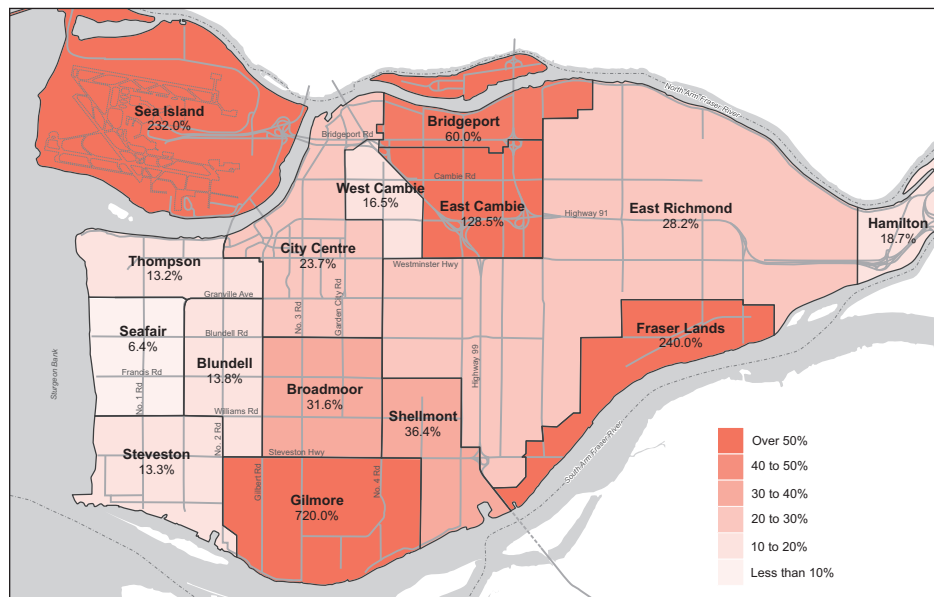 Sea Island
232.0%
North Arm Fraser River
Bridgeport
60.0%
Bridgeport Rd
Cambie Rd
West Cambie
16.5%
East Cambie
128.5%
Highway 91
East Richmond
28.2%
Hamilton
18.7%
City Centre
23.7%
Westminster Hwy
Thompson
13.2%
Granville Ave
No. 3 Rd
Garden City Rd
Seafair
6.4%
Blundell Rd
Blundell
13.8%
Fraser Lands
240.0%
Sturgeon Bank
Francis Rd
No. 1 Rd
Highway 99
Broadmoor
31.6%
Williams Rd
Shellmont
36.4%
No. 2 Rd
Steveston
13.3%
Steveston Hwy
South Arm Fraser River
Gilbert Rd
No. 4 Rd
Gilmore
720.0%
Over 50%
40 to 50%
30 to 40%
20 to 30%
10 to 20%
Less than 10%